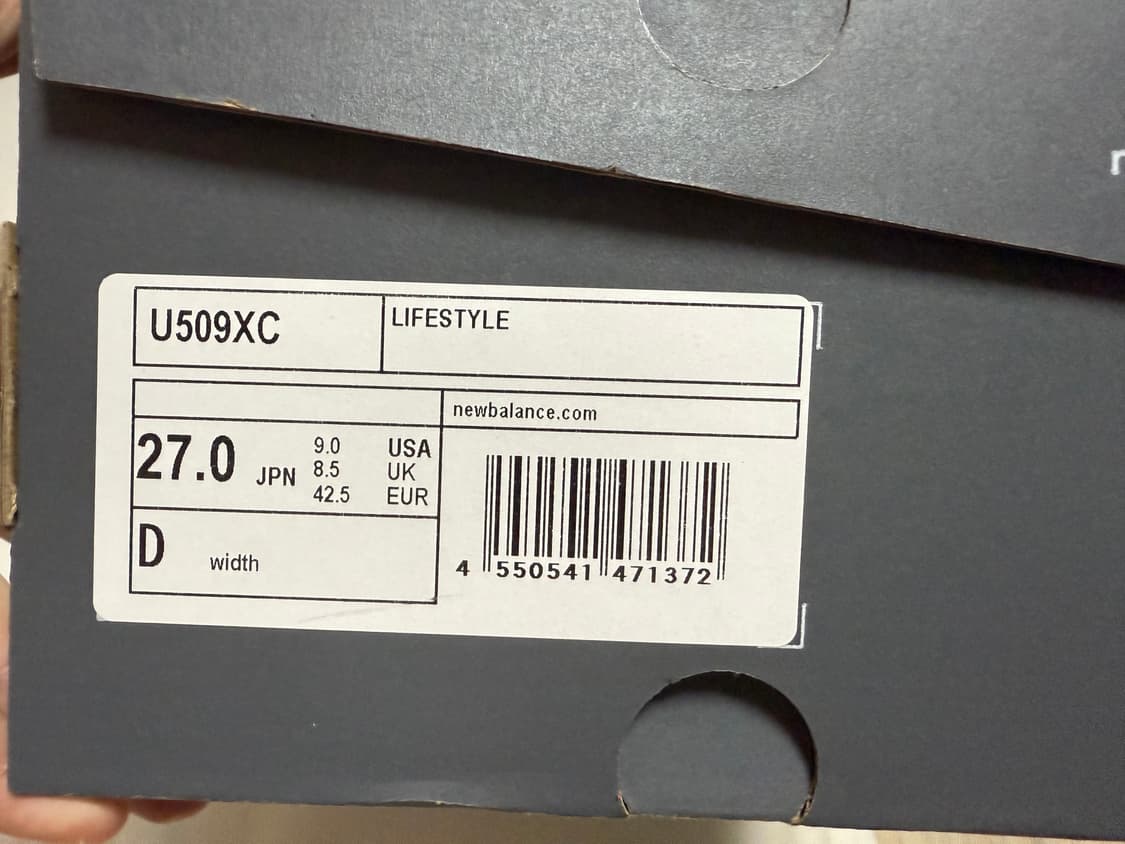 U509XC
LIFESTYLE
newbalance.com
27.0 JPN
9.0 USA
8.5 UK
42.5 EUR
D width
4 550541 471372